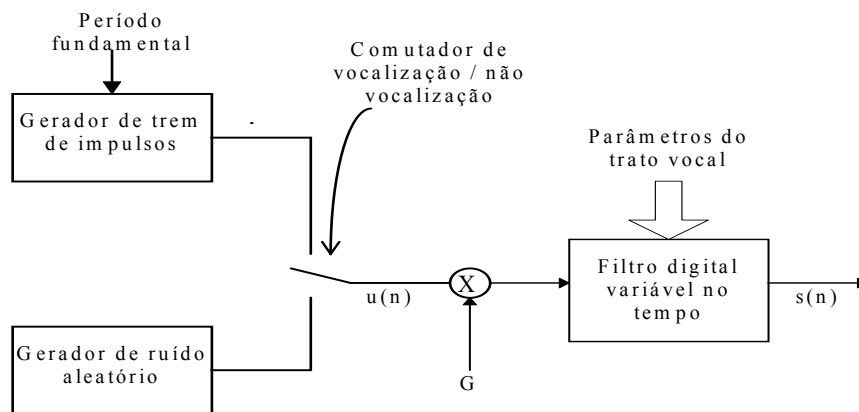 Período
fundamental
Gerador de trem
de impulsos
Comutador de
vocalização / não
vocalização
Parâmetros do
trato vocal
u(n)
X
G
Filtro digital
variável no
tempo
s(n)
Gerador de ruído
aleatório